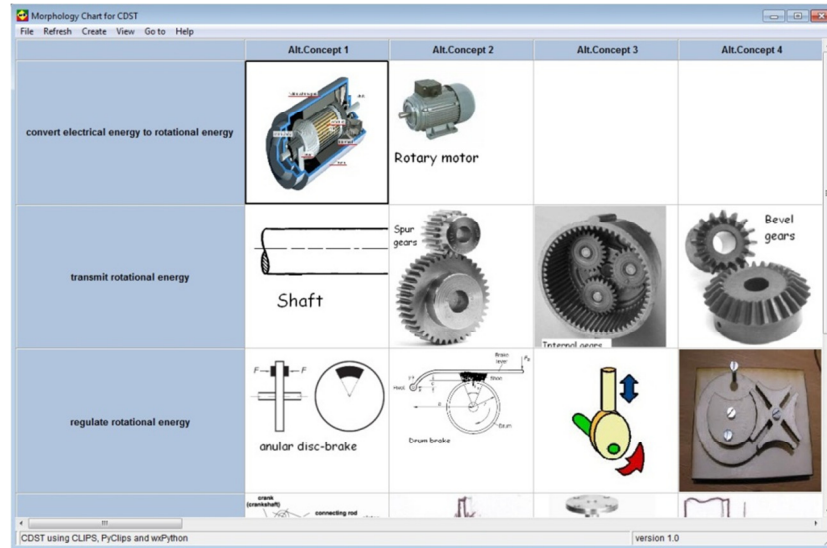 Morphology Chart for CDST
File Refresh Create View Go to Help
Alt.Concept 1 Alt.Concept 2 Alt.Concept 3 Alt.Concept 4
convert electrical energy to rotational energy
Rotary motor
transmit rotational energy
Shaft
Spur
gears
Internal gears
Bevel
gears
regulate rotational energy
F F
anular disc-brake
Brake
lever
Drum brake
crank
(crankshaft)
connecting rod
CDST using CLIPS, PyClips and wxPython version 1.0